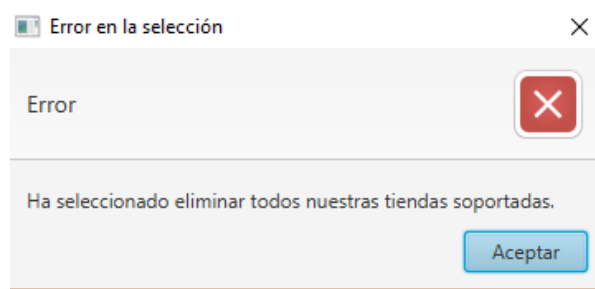 Error en la selección
Error
Ha seleccionado eliminar todos nuestras tiendas soportadas.
Aceptar